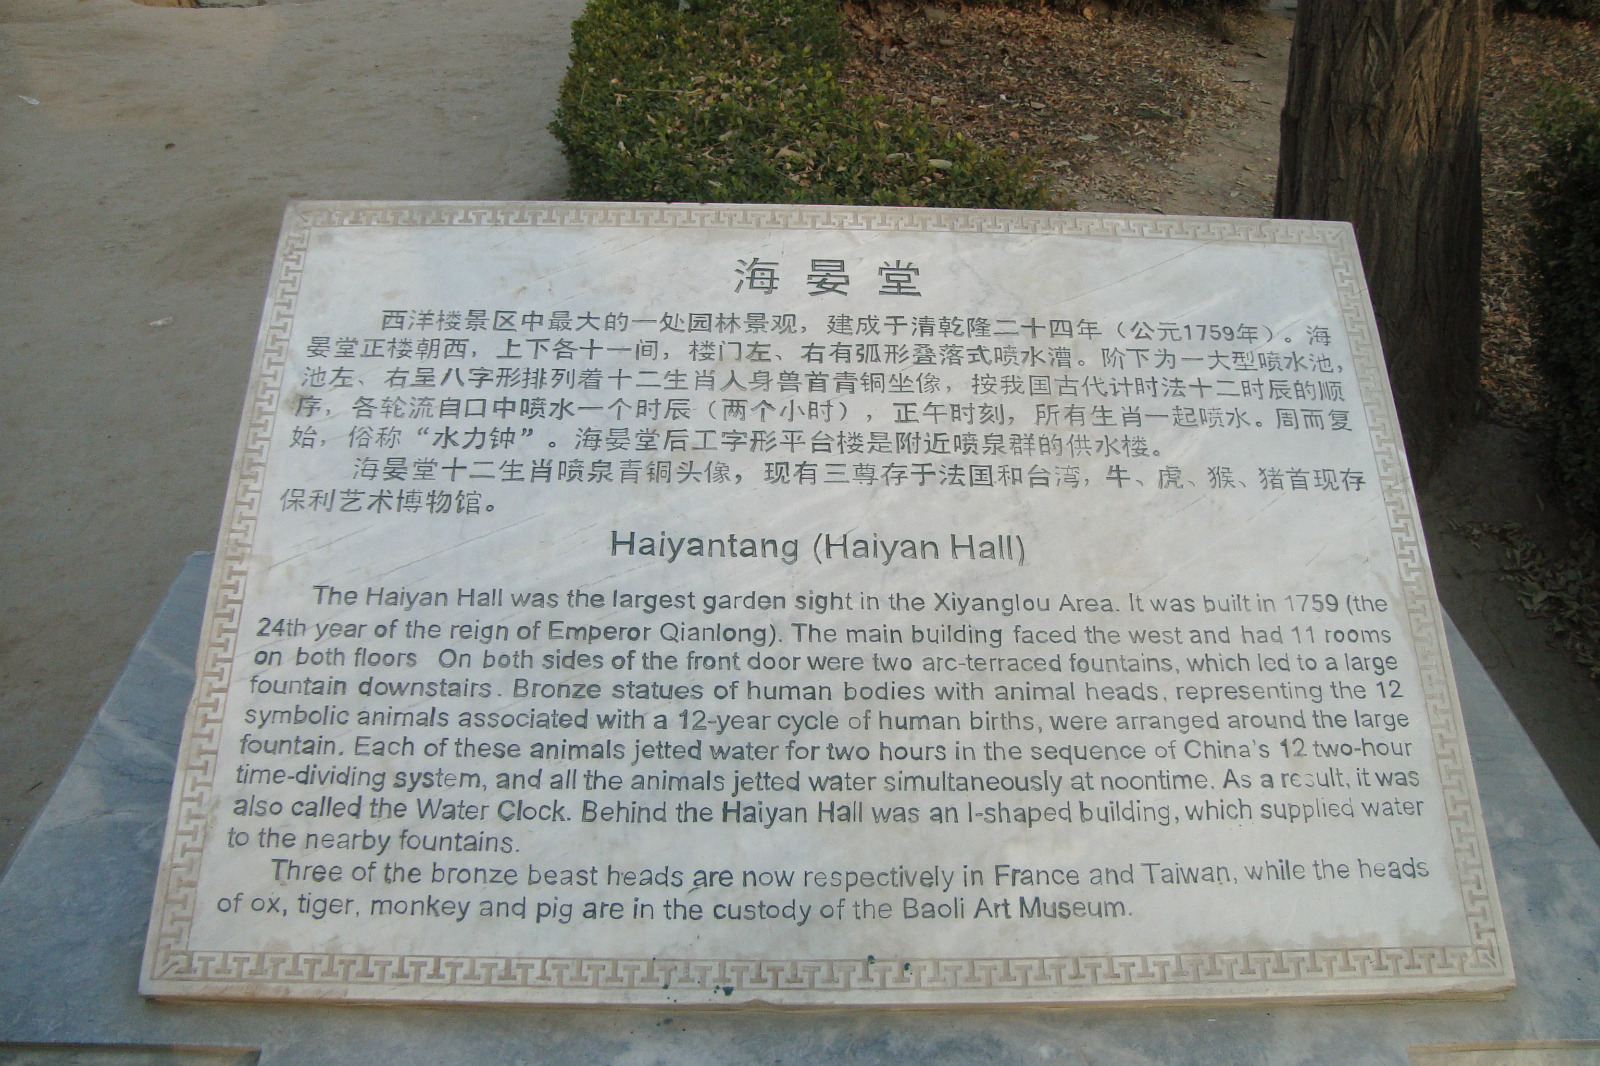 海晏堂
西洋楼景区中最大的一处园林景观，建成于清乾隆二十四年（公元1759年）。海
晏堂正楼朝西，上下各十一间，楼门左、右有弧形叠落式喷水漕。阶下为一大型喷水池，
池左、右呈八字形排列着十二生肖人身兽首青铜坐像，按我国古代计时法十二时辰的顺
序，各轮流自口中喷水一个时辰（两个小时），正午时刻，所有生肖一起喷水。周而复
始，俗称“水力钟”。海晏堂后工字形平台楼是附近喷泉群的供水楼。
海晏堂十二生肖喷泉青铜头像，现有三尊存于法国和台湾，牛、虎、猴、猪首现存
保利艺术博物馆。
Haiyantang (Haiyan Hall)
The Haiyan Hall was the largest garden sight in the Xiyanglou Area. It was built in 1759 (the
24th year of the reign of Emperor Qianlong). The main building faced the west and had 11 rooms
on both floors On both sides of the front door were two arc-terraced fountains, which led to a large
fountain downstairs. Bronze statues of human bodies with animal heads, representing the 12
symbolic animals associated with a 12-year cycle of human births, were arranged around the large
fountain. Each of these animals jetted water for two hours in the sequence of China's 12 two-hour
time-dividing system, and all the animals jetted water simultaneously at noontime. As a result, it was
also called the Water Clock. Behind the Haiyan Hall was an I-shaped building, which supplied water
to the nearby fountains.
Three of the bronze beast heads are now respectively in France and Taiwan, while the heads
of ox, tiger, monkey and pig are in the custody of the Baoli Art Museum.